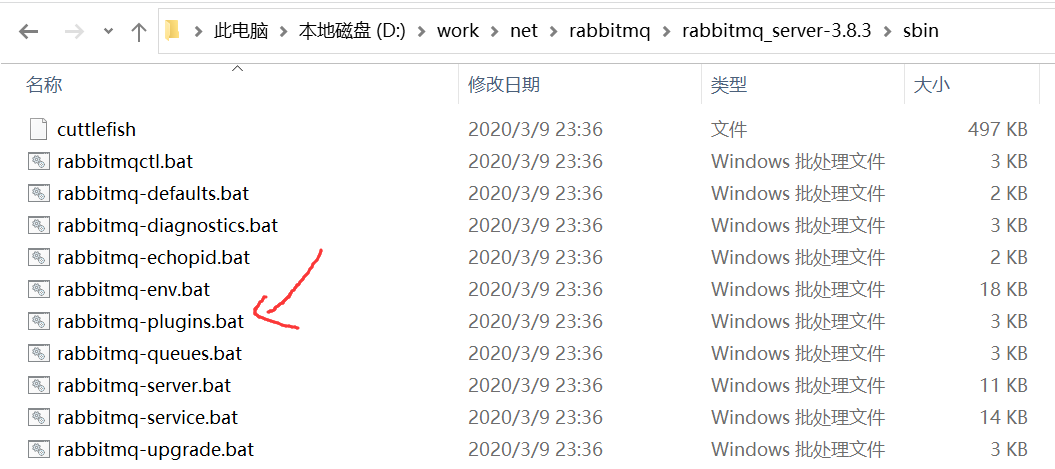 此电脑 > 本地磁盘 (D:) > work > net > rabbitmq > rabbitmq_server-3.8.3 > sbin
名称 修改日期 类型 大小
cuttlefish 2020/3/9 23:36 文件 497 KB
rabbitmqctl.bat 2020/3/9 23:36 Windows 批处理文件 3 KB
rabbitmq-defaults.bat 2020/3/9 23:36 Windows 批处理文件 2 KB
rabbitmq-diagnostics.bat 2020/3/9 23:36 Windows 批处理文件 3 KB
rabbitmq-echopid.bat 2020/3/9 23:36 Windows 批处理文件 2 KB
rabbitmq-env.bat 2020/3/9 23:36 Windows 批处理文件 18 KB
rabbitmq-plugins.bat 2020/3/9 23:36 Windows 批处理文件 3 KB
rabbitmq-queues.bat 2020/3/9 23:36 Windows 批处理文件 3 KB
rabbitmq-server.bat 2020/3/9 23:36 Windows 批处理文件 11 KB
rabbitmq-service.bat 2020/3/9 23:36 Windows 批处理文件 14 KB
rabbitmq-upgrade.bat 2020/3/9 23:36 Windows 批处理文件 3 KB